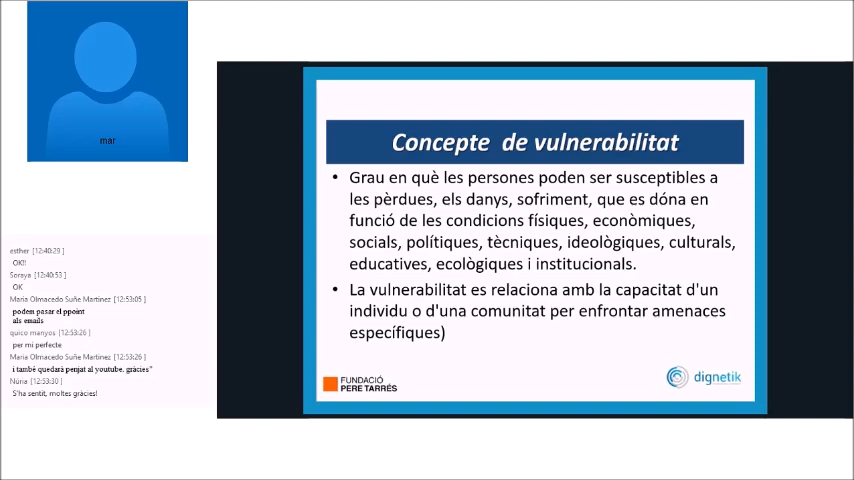 mar
esther [12:40:29 ]
OK!!
Soraya [12:40:53 ]
OK
Maria Olmacedo Suñe Martinez [12:53:05 ]
podem pasar el ppoint
als emails
quico manyos [12:53:26 ]
per mi perfecte
Maria Olmacedo Suñe Martinez [12:53:26 ]
i també quedarà penjat al youtube. gràcies"
Núria [12:53:30 ]
S'ha sentit, moltes gràcies!
Concepte de vulnerabilitat
• Grau en què les persones poden ser susceptibles a
les pèrdues, els danys, sofriment, que es dóna en
funció de les condicions físiques, econòmiques,
socials, polítiques, tècniques, ideològiques, culturals,
educatives, ecològiques i institucionals.
• La vulnerabilitat es relaciona amb la capacitat d'un
individu o d'una comunitat per enfrontar amenaces
específiques)
FUNDACIÓ
PERE TARRÉS
dignetik